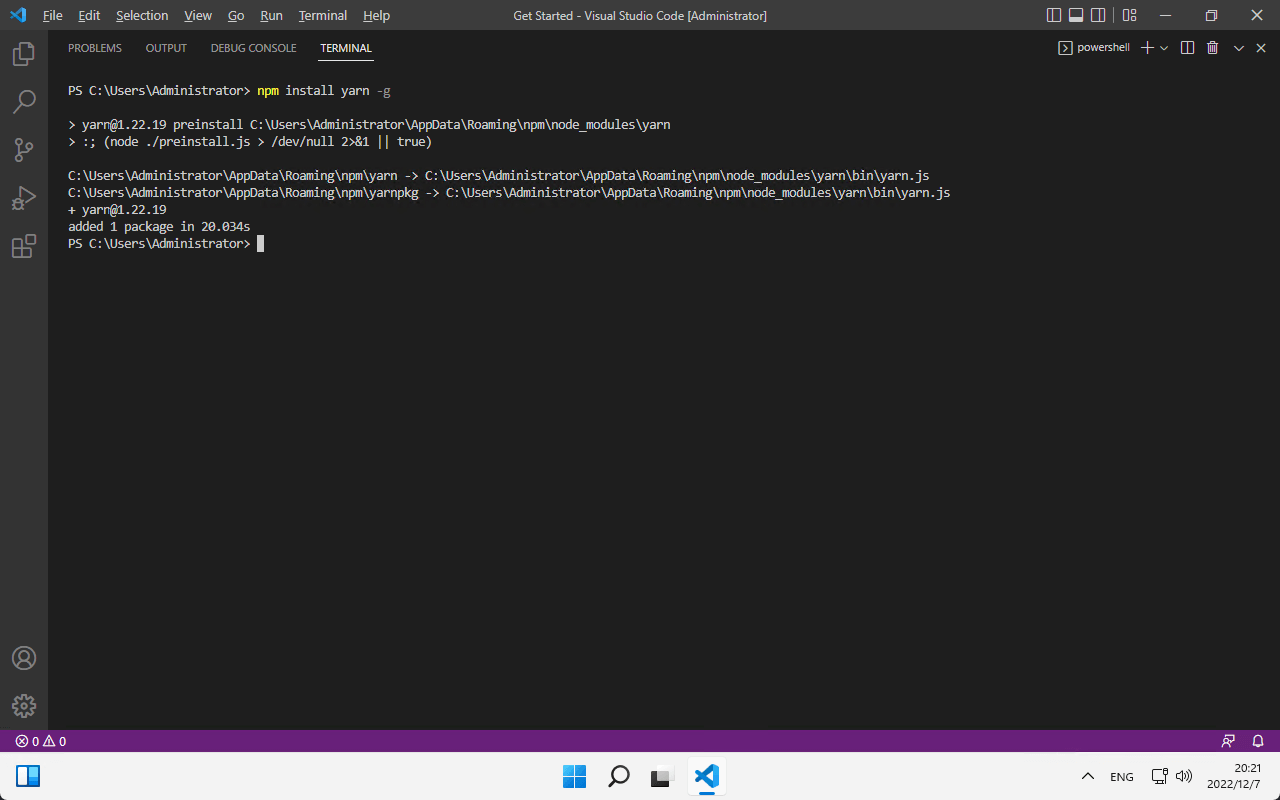 File Edit Selection View Go Run Terminal Help
Get Started - Visual Studio Code [Administrator]
PROBLEMS OUTPUT DEBUG CONSOLE TERMINAL
powershell
PS C:\Users\Administrator> npm install yarn -g
> yarn@1.22.19 preinstall C:\Users\Administrator\AppData\Roaming\npm\node_modules\yarn
> :; (node ./preinstall.js > /dev/null 2>&1 || true)
C:\Users\Administrator\AppData\Roaming\npm\yarn -> C:\Users\Administrator\AppData\Roaming\npm\node_modules\yarn\bin\yarn.js
C:\Users\Administrator\AppData\Roaming\npm\yarnpkg -> C:\Users\Administrator\AppData\Roaming\npm\node_modules\yarn\bin\yarn.js
+ yarn@1.22.19
added 1 package in 20.034s
PS C:\Users\Administrator>
0 0
ENG
20:21
2022/12/7